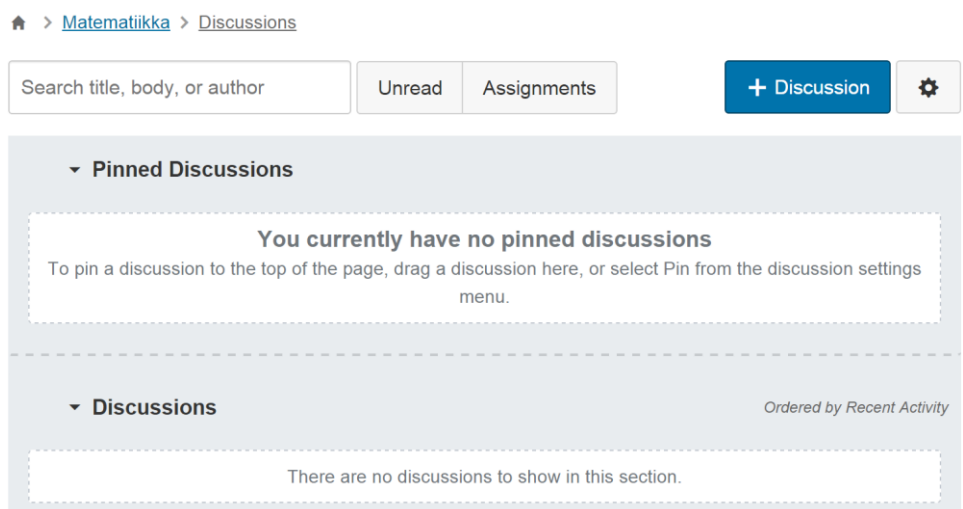 > Matematiikka > Discussions
Search title, body, or author Unread Assignments + Discussion
Pinned Discussions
You currently have no pinned discussions
To pin a discussion to the top of the page, drag a discussion here, or select Pin from the discussion settings
menu.
Discussions Ordered by Recent Activity
There are no discussions to show in this section.